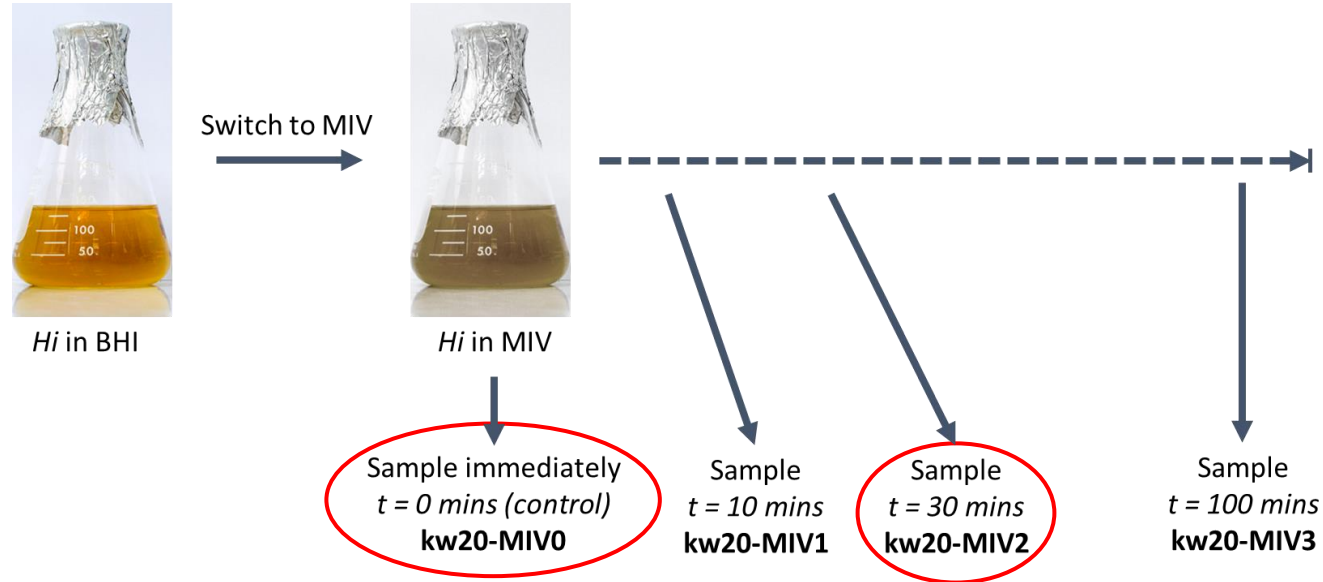 Switch to MIV
100
50
100
50
Hi in BHI
Hi in MIV
Sample immediately
t = 0 mins (control)
kw20-MIV0
Sample
t = 10 mins
kw20-MIV1
Sample
t = 30 mins
kw20-MIV2
Sample
t = 100 mins
kw20-MIV3